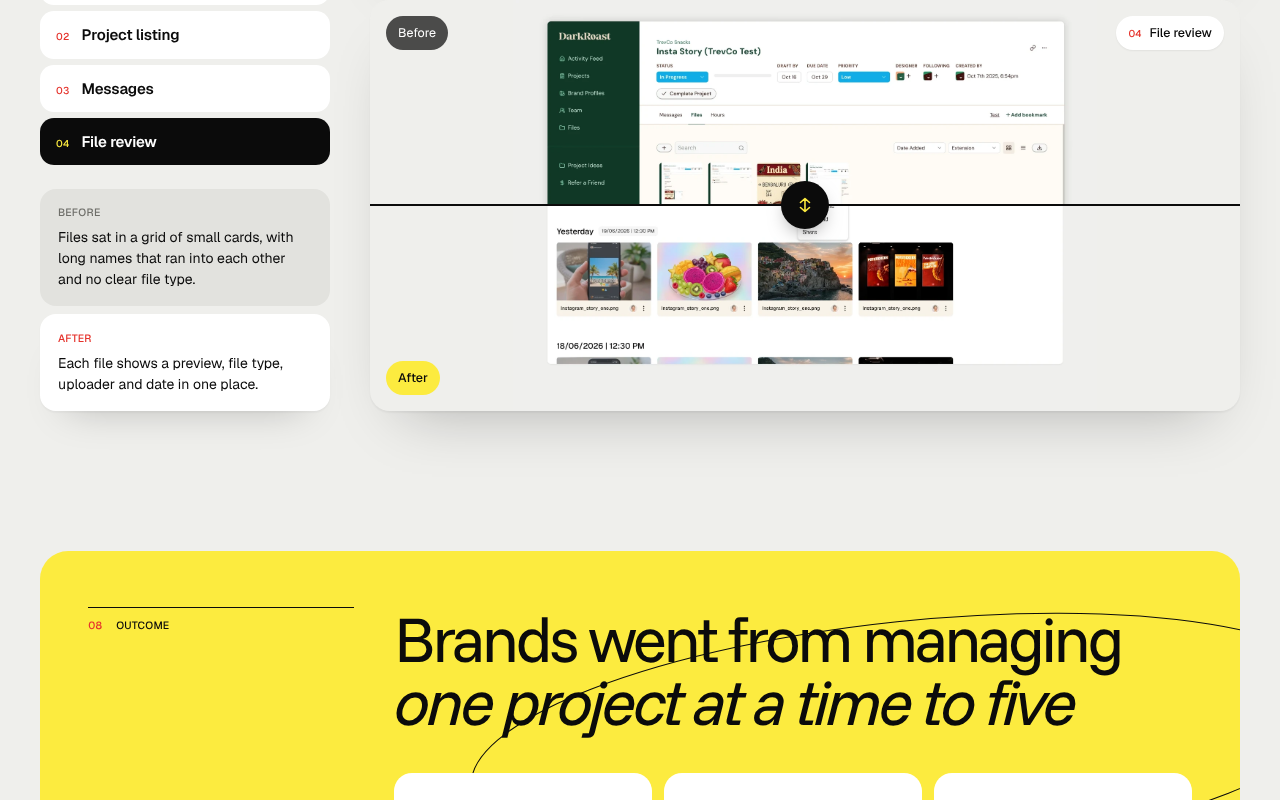 02 Project listing
03 Messages
04 File review
BEFORE
Files sat in a grid of small cards, with
long names that ran into each other
and no clear file type.
AFTER
Each file shows a preview, file type,
uploader and date in one place.
Before
04 File review
DarkRoast
Activity Feed
Projects
Brand Profiles
Team
Files
Project Ideas
Refer a Friend
TrevCo Snacks
Insta Story (TrevCo Test)
STATUS DRAFT BY DUE DATE PRIORITY DESIGNER FOLLOWING CREATED BY
In Progress Oct 16 Oct 29 Low Oct 7th 2025, 6:54pm
Complete Project
Messages Files Hours Test + Add bookmark
Search Date Added Extension
India
BENGALURU
Share
Yesterday 19/06/2026 | 12:30 PM
Instagram_story_one.png Instagram_story_one.png Instagram_story_one.png Instagram_story_one.png
18/06/2026 | 12:30 PM
After
08 OUTCOME
Brands went from managing
one project at a time to five